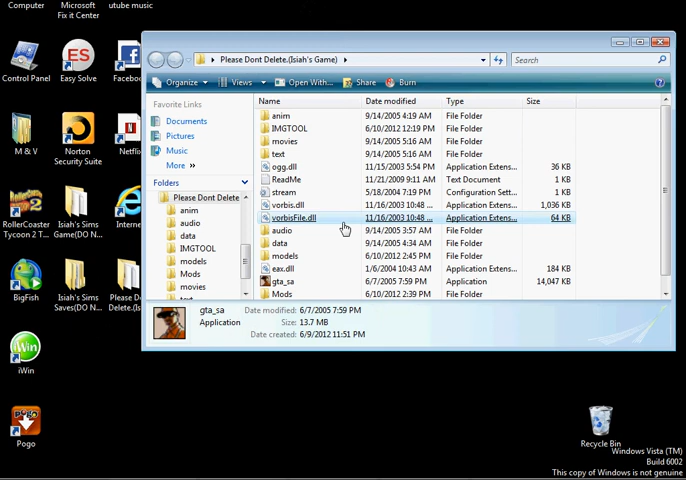 Computer
Microsoft
Fix it Center
utube music
Control Panel
ES
Easy Solve
Facebo
M & V
Norton
Security Suite
Netflix
RollerCoaster
Tycoon 2 T...
Isiah's Sims
Game(DO N...
Interne
BigFish
Isiah's Sims
Saves(DO N...
Please Don
Delete.(Isi
iWin
iWin
Pogo
Please Dont Delete.(Isiah's Game)
Search
Organize
Views
Open With...
Share
Burn
Favorite Links
Documents
Pictures
Music
More »
Folders
Please Dont Delete
anim
audio
data
IMGTOOL
models
Mods
movies
text
Name Date modified Type Size
anim 9/14/2005 4:19 AM File Folder
IMGTOOL 6/10/2012 12:19 PM File Folder
movies 9/14/2005 5:16 AM File Folder
text 9/14/2005 5:16 AM File Folder
ogg.dll 11/15/2003 5:54 PM Application Extens... 36 KB
ReadMe 11/21/2009 9:11 AM Text Document 1 KB
stream 5/18/2004 7:19 PM Configuration Sett... 1 KB
vorbis.dll 11/16/2003 10:48 ... Application Extens... 1,036 KB
vorbisFile.dll 11/16/2003 10:48 ... Application Extens... 64 KB
audio 9/14/2005 3:57 AM File Folder
data 9/14/2005 4:34 AM File Folder
models 6/10/2012 2:45 PM File Folder
eax.dll 1/6/2004 10:43 AM Application Extens... 184 KB
gta_sa 6/7/2005 7:59 PM Application 14,047 KB
Mods 6/10/2012 2:39 PM File Folder
gta_sa Date modified: 6/7/2005 7:59 PM
Application Size: 13.7 MB
Date created: 6/9/2012 11:51 PM
Recycle Bin
Windows Vista (TM)
Build 6002
This copy of Windows is not genuine